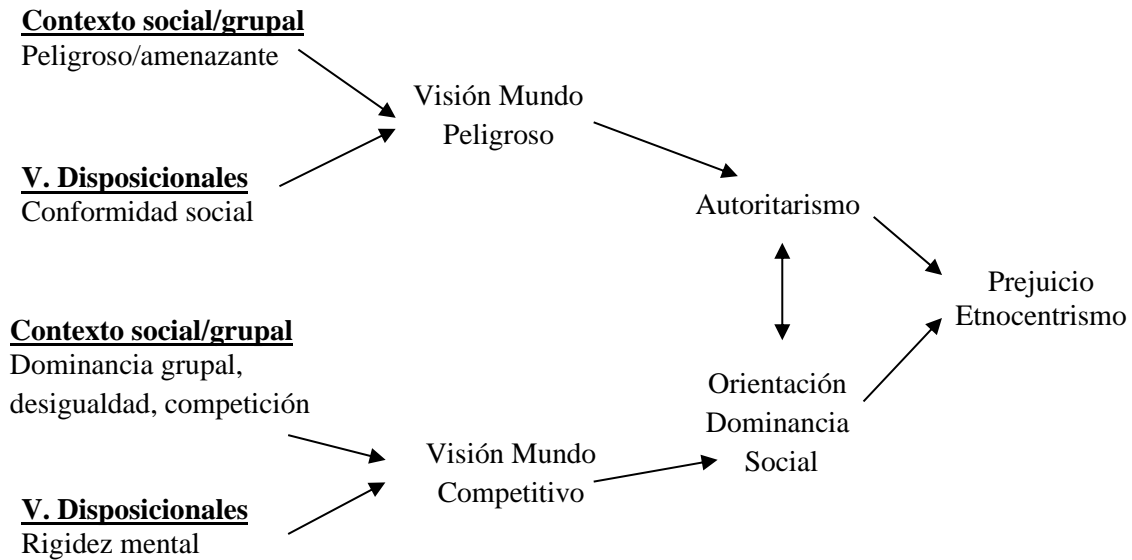 Contexto social/grupal
Peligroso/amenazante
Visión Mundo
Peligroso
V. Disposicionales
Conformidad social
Autoritarismo
Prejuicio
Etnocentrismo
Contexto social/grupal
Dominancia grupal,
desigualdad, competición
Orientación
Dominancia
Social
Visión Mundo
Competitivo
V. Disposicionales
Rigidez mental